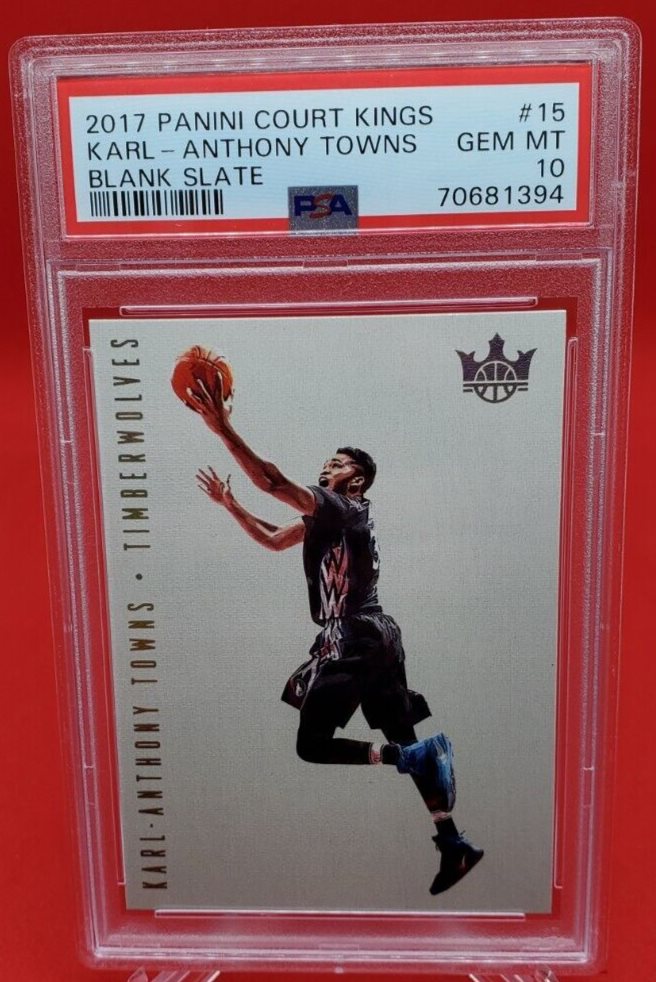 2017 PANINI COURT KINGS #15
KARL-ANTHONY TOWNS GEM MT
BLANK SLATE 10
PSA 70681394
KARL-ANTHONY TOWNS • TIMBERWOLVES